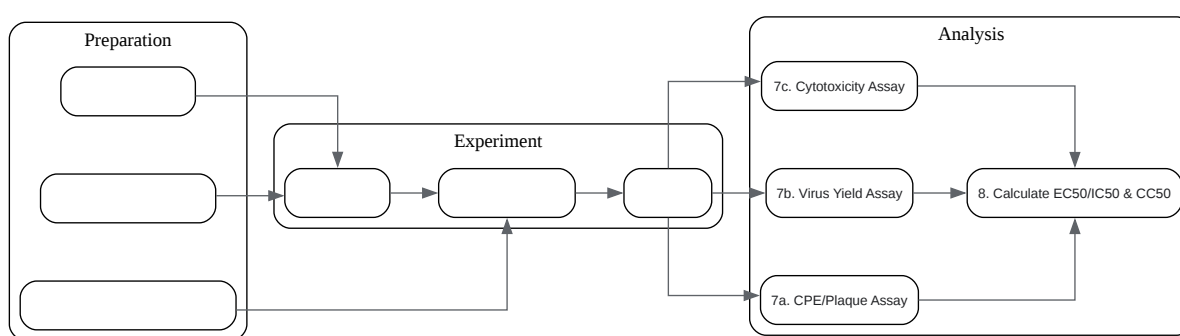 Preparation
Experiment
Analysis
7c. Cytotoxicity Assay
7b. Virus Yield Assay
8. Calculate EC50/IC50 & CC50
7a. CPE/Plaque Assay